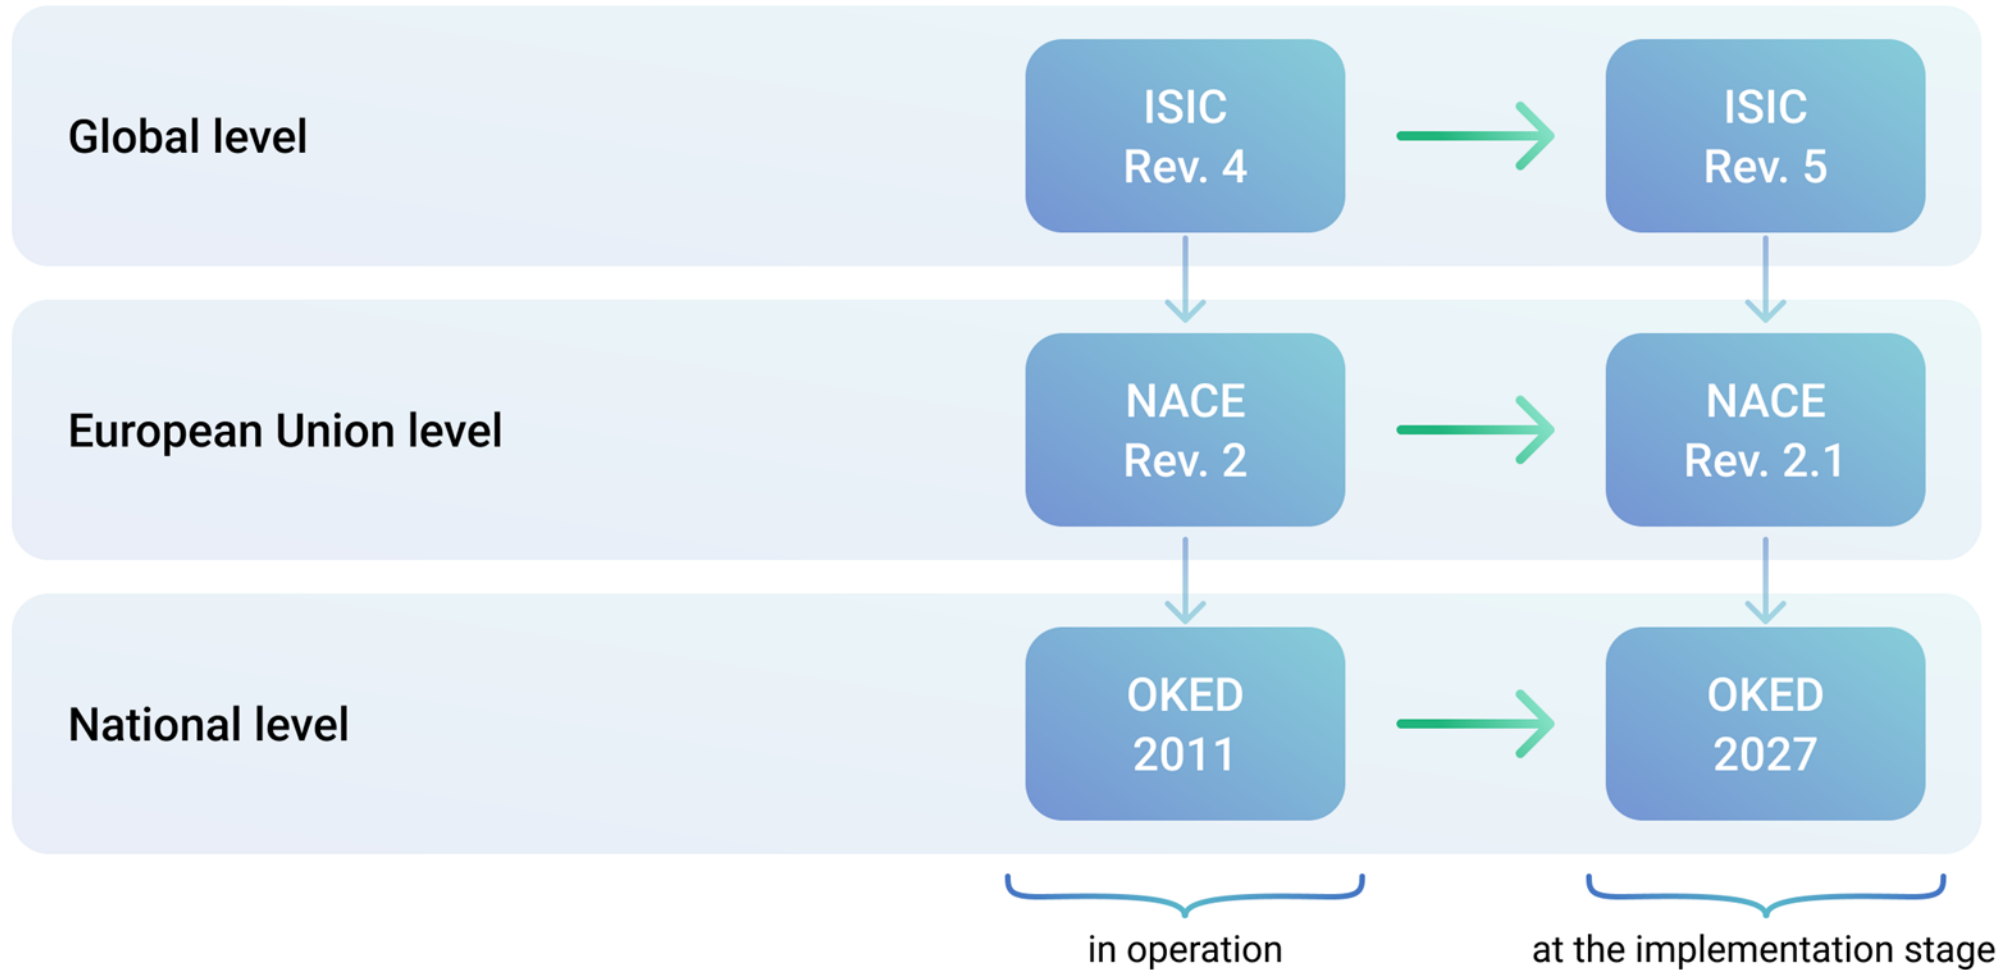 Global level
ISIC
Rev. 4
ISIC
Rev. 5
European Union level
NACE
Rev. 2
NACE
Rev. 2.1
National level
OKED
2011
OKED
2027
in operation
at the implementation stage